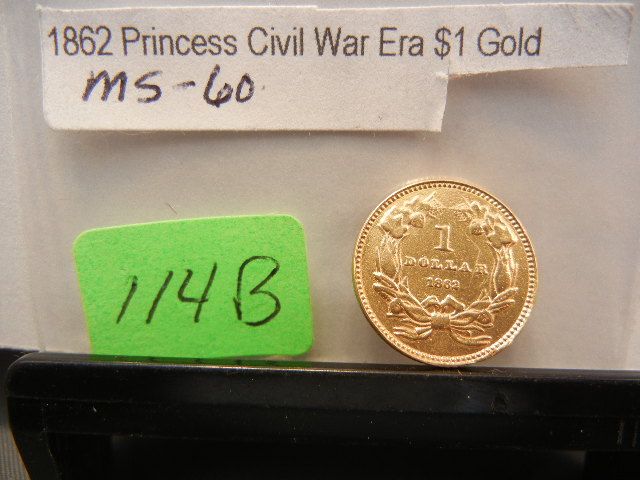 1862 Princess Civil War Era $1 Gold
MS-60
114B
1
DOLLAR
1862